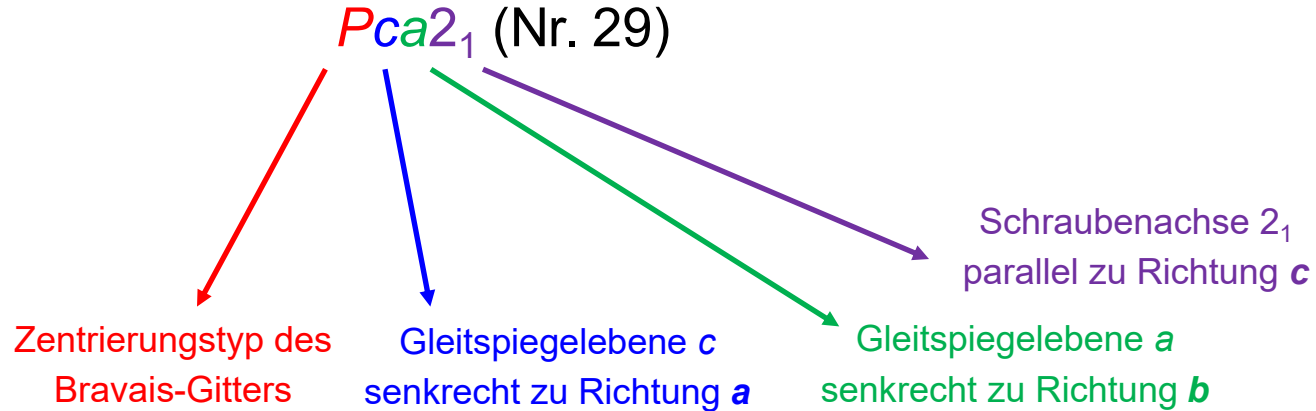 Pca2₁ (Nr. 29)
Zentrierungstyp des
Bravais-Gitters
Gleitspiegelebene c
senkrecht zu Richtung a
Gleitspiegelebene a
senkrecht zu Richtung b
Schraubenachse 2₁
parallel zu Richtung c